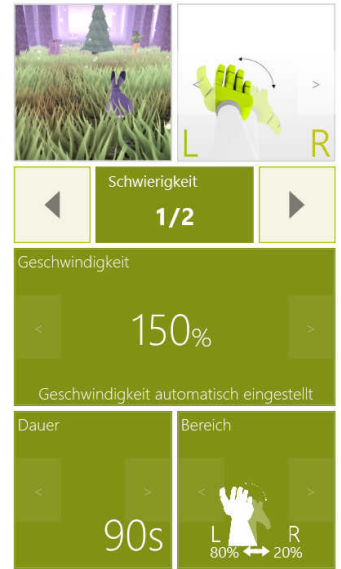 < >
L R
Schwierigkeit
1/2
Geschwindigkeit
< 150% >
Geschwindigkeit automatisch eingestellt
Dauer
< >
90s
Bereich
< >
L R
80% 20%